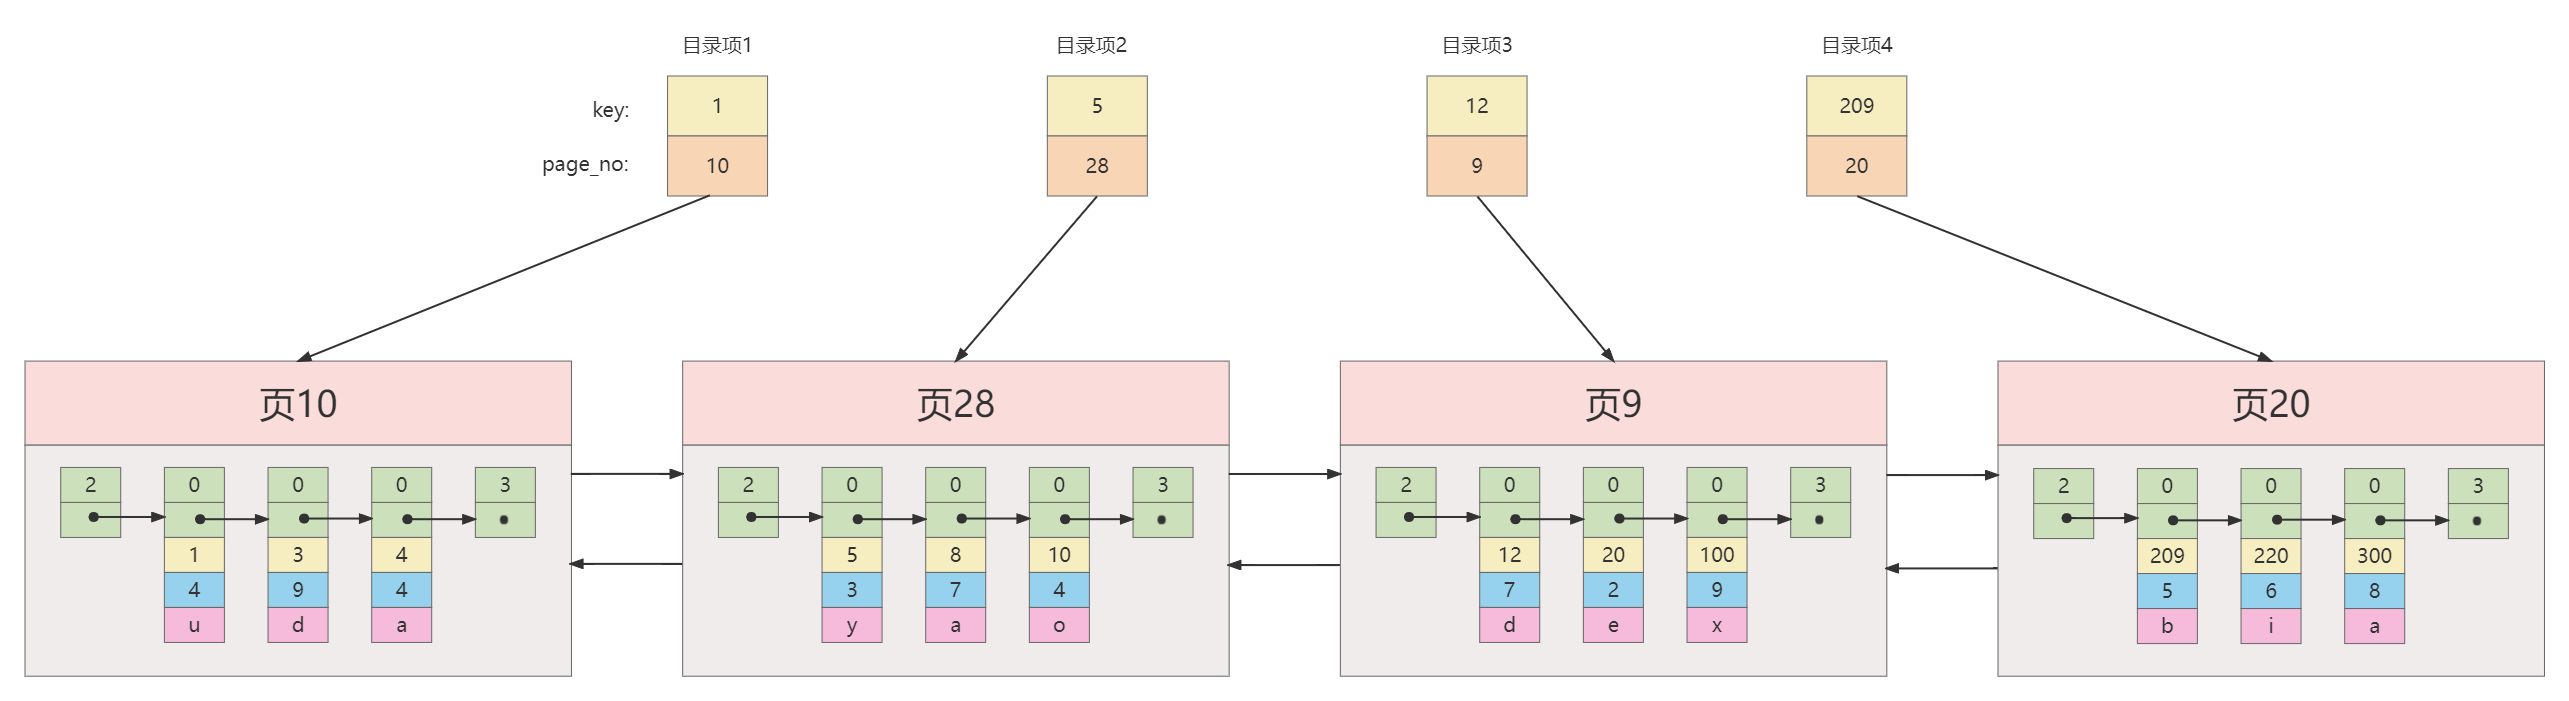 目录项1 目录项2 目录项3 目录项4
key: 1 5 12 209
page_no: 10 28 9 20
页10 页28 页9 页20
2 0 0 0 3 2 0 0 0 3 2 0 0 0 3 2 0 0 0 3
1 3 4 5 8 10 12 20 100 209 220 300
4 9 4 3 7 4 7 2 9 5 6 8
u d a y a o d e x b i a